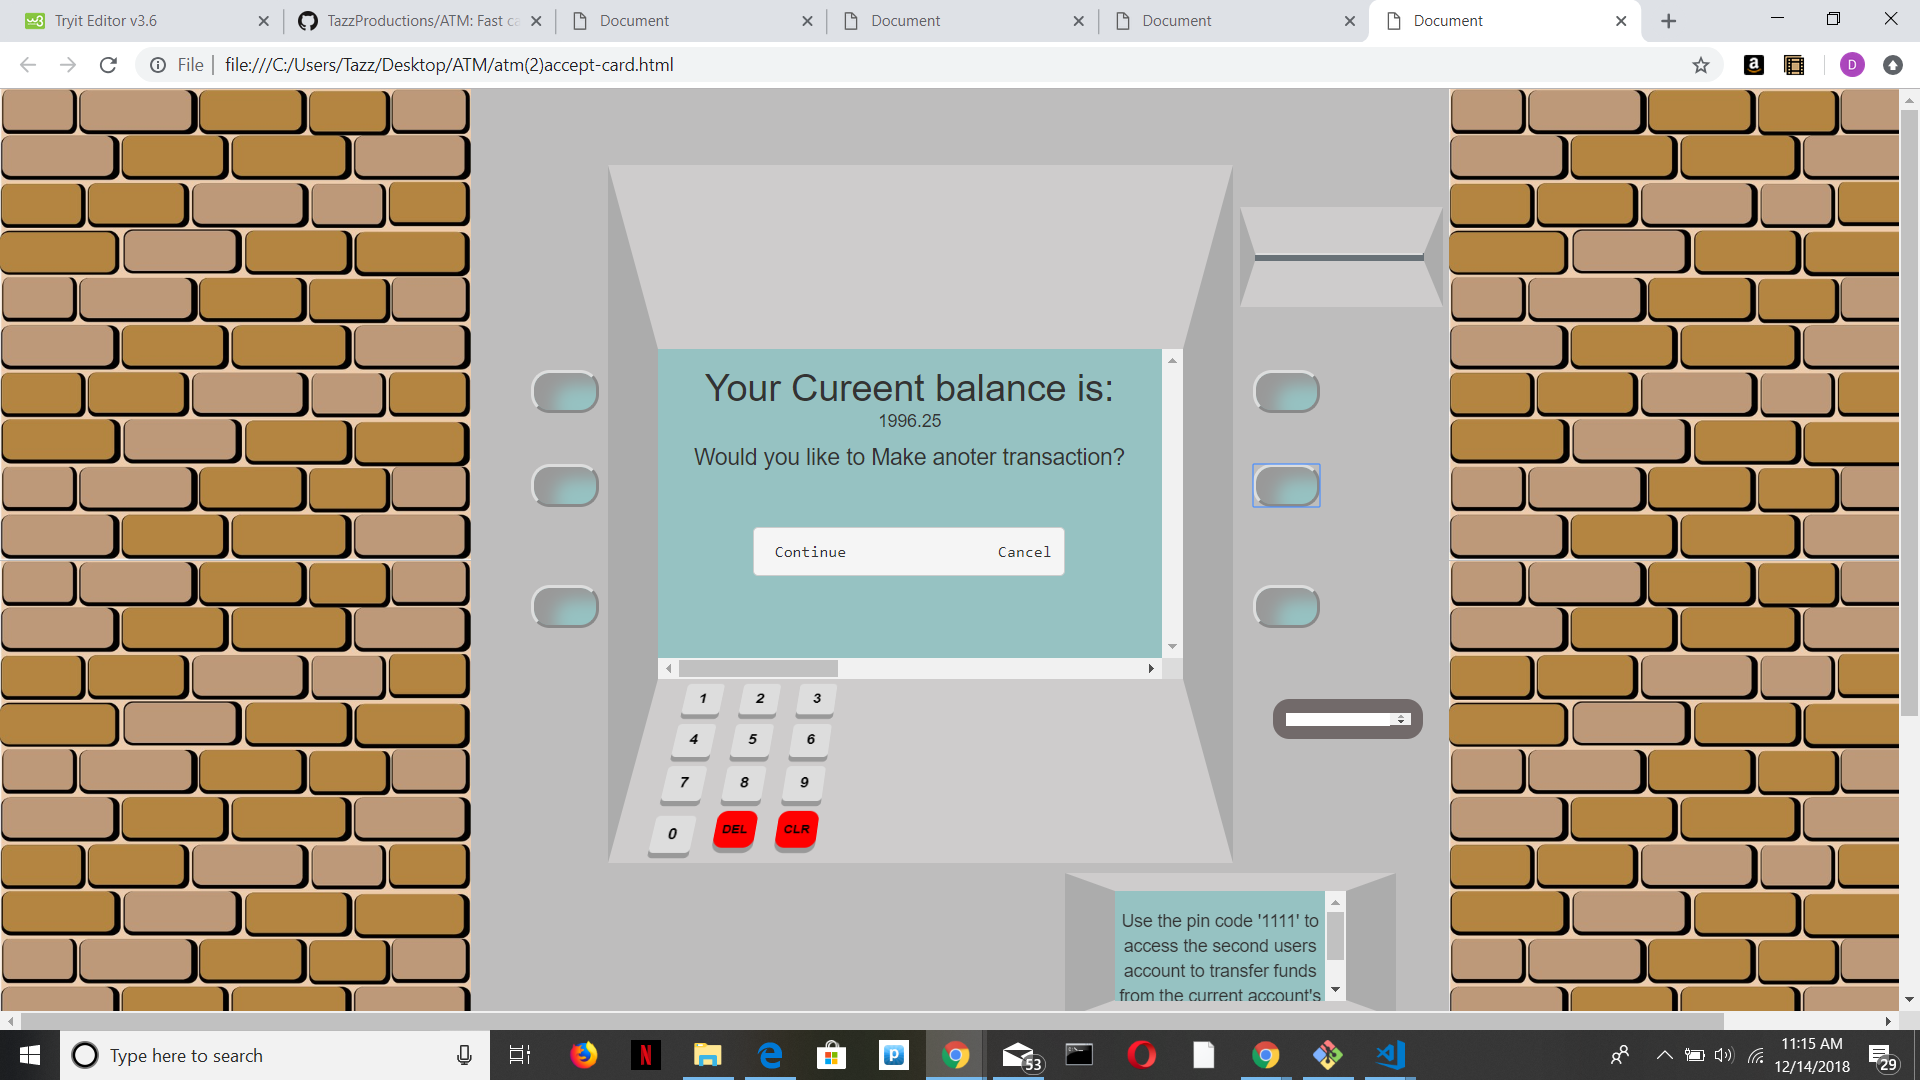 Tryit Editor v3.6
TazzProductions/ATM: Fast ca
Document
Document
Document
Document
File
file:///C:/Users/Tazz/Desktop/ATM/atm(2)accept-card.html
a
D
Your Cureent balance is:
1996.25
Would you like to Make anoter transaction?
Continue Cancel
1 2 3
4 5 6
7 8 9
0 DEL CLR
Use the pin code '1111' to
access the second users
account to transfer funds
from the current account's
Type here to search
53
11:15 AM
12/14/2018
29